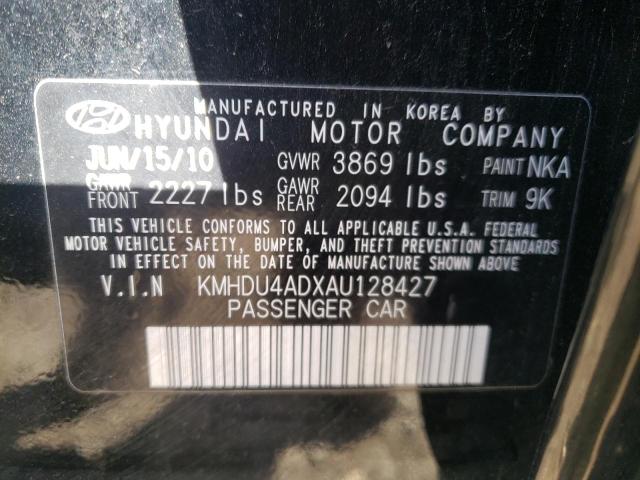 MANUFACTURED IN KOREA BY
HYUNDAI MOTOR COMPANY
JUN/15/10 GVWR 3869 lbs PAINT NKA
GAWR FRONT 2227 lbs GAWR REAR 2094 lbs TRIM 9K
THIS VEHICLE CONFORMS TO ALL APPLICABLE U.S.A. FEDERAL
MOTOR VEHICLE SAFETY, BUMPER, AND THEFT PREVENTION STANDARDS
IN EFFECT ON THE DATE OF MANUFACTURE SHOWN ABOVE
V.I.N KMHDU4ADXAU128427
PASSENGER CAR